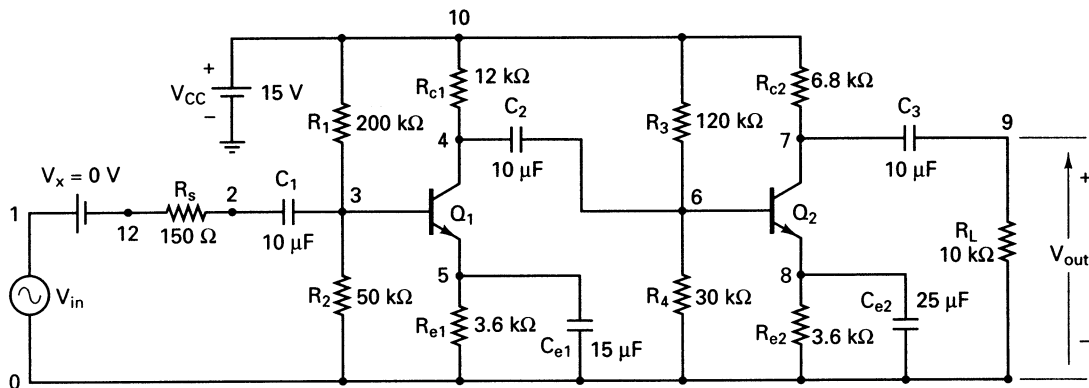 10
+
V_CC
15 V
−
R_1 200 kΩ
R_c1
12 kΩ
C_2
4
10 μF
R_3 120 kΩ
R_c2
6.8 kΩ
7
C_3
10 μF
9
V_x = 0 V
R_s
2
C_1
3
1
12
150 Ω
10 μF
Q_1
6
Q_2
R_L
10 kΩ
+
V_out
−
V_in
R_2 50 kΩ
5
R_e1 3.6 kΩ
C_e1
15 μF
R_4 30 kΩ
8
R_e2 3.6 kΩ
C_e2
25 μF
0